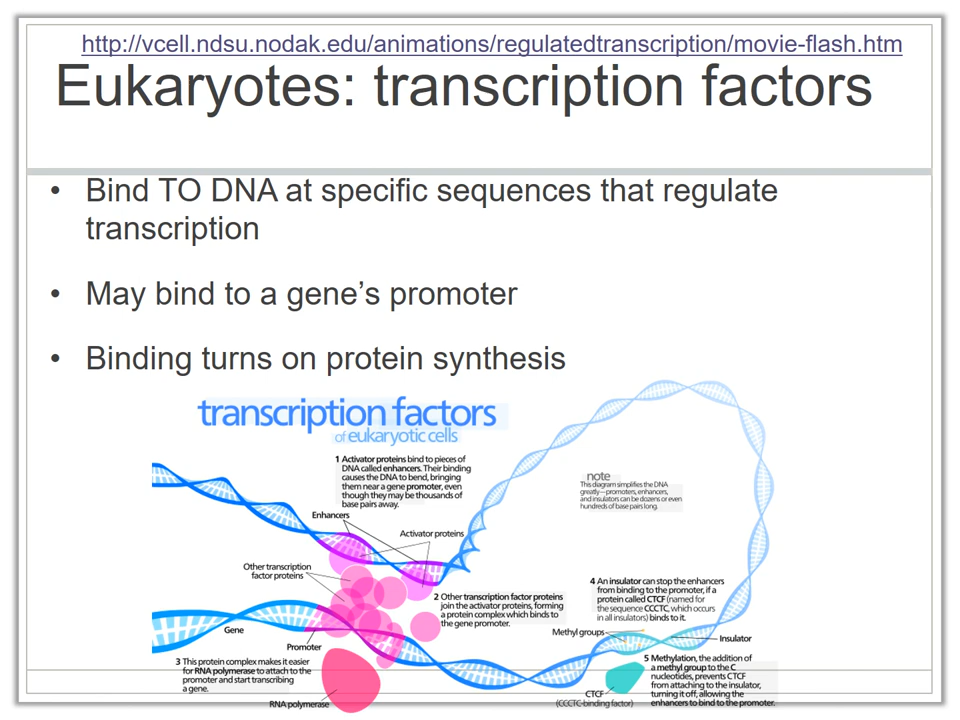 http://vcell.ndsu.nodak.edu/animations/regulatedtranscription/movie-flash.htm
Eukaryotes: transcription factors
• Bind TO DNA at specific sequences that regulate
transcription
• May bind to a gene’s promoter
• Binding turns on protein synthesis
transcription factors
of eukaryotic cells
1 Activator proteins bind to pieces of
DNA called enhancers. Their binding
causes the DNA to bend, bringing
them near a gene promoter, even
though they may be thousands of
base pairs away.
note
This diagram simplifies the DNA
greatly—promoters, enhancers,
and insulators can be dozens or even
hundreds of base pairs long.
Enhancers
Activator proteins
Other transcription
factor proteins
2 Other transcription factor proteins
join the activator proteins, forming
a protein complex which binds to
the gene promoter.
4 An insulator can stop the enhancers
from binding to the promoter, if a
protein called CTCF (named for
the sequence CCCTC, which occurs
in all insulators) binds to it.
Gene
Promoter
Methyl groups
Insulator
3 This protein complex makes it easier
for RNA polymerase to attach to the
promoter and start transcribing
a gene.
RNA polymerase
5 Methylation, the addition of
a methyl group to the C
nucleotides, prevents CTCF
from attaching to the insulator,
turning it off, allowing the
enhancers to bind to the promoter.
CTCF
(CCCTC-binding factor)